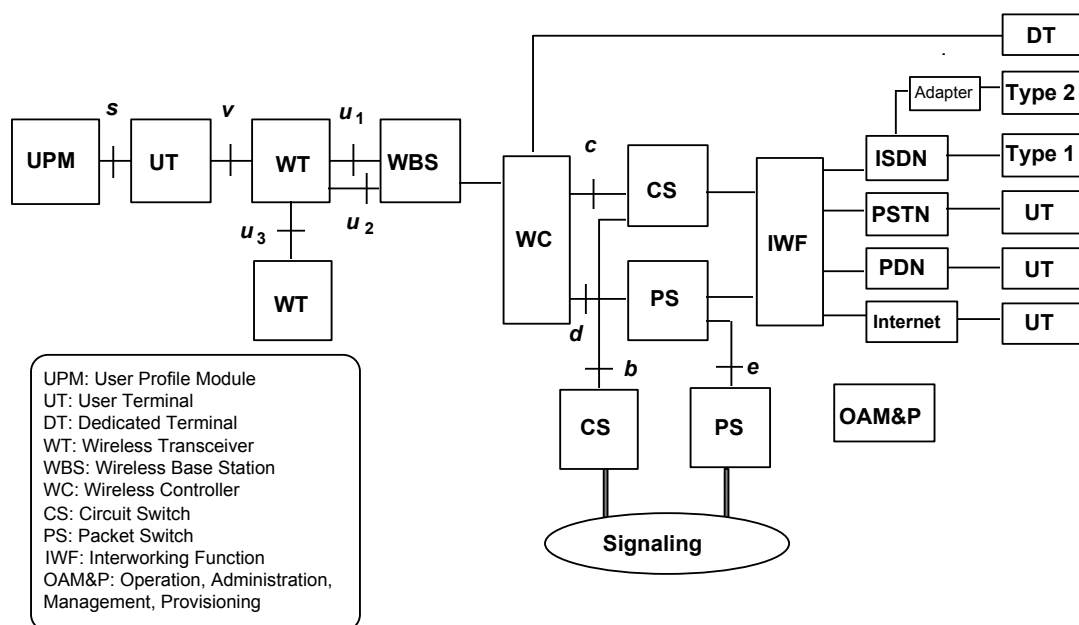 DT
Adapter
Type 2
s
v
u1
u2
u3
c
UPM
UT
WT
WBS
WC
CS
IWF
ISDN
Type 1
PSTN
UT
PDN
UT
Internet
UT
WT
PS
d
b
e
CS
PS
OAM&P
Signaling
UPM: User Profile Module
UT: User Terminal
DT: Dedicated Terminal
WT: Wireless Transceiver
WBS: Wireless Base Station
WC: Wireless Controller
CS: Circuit Switch
PS: Packet Switch
IWF: Interworking Function
OAM&P: Operation, Administration,
Management, Provisioning